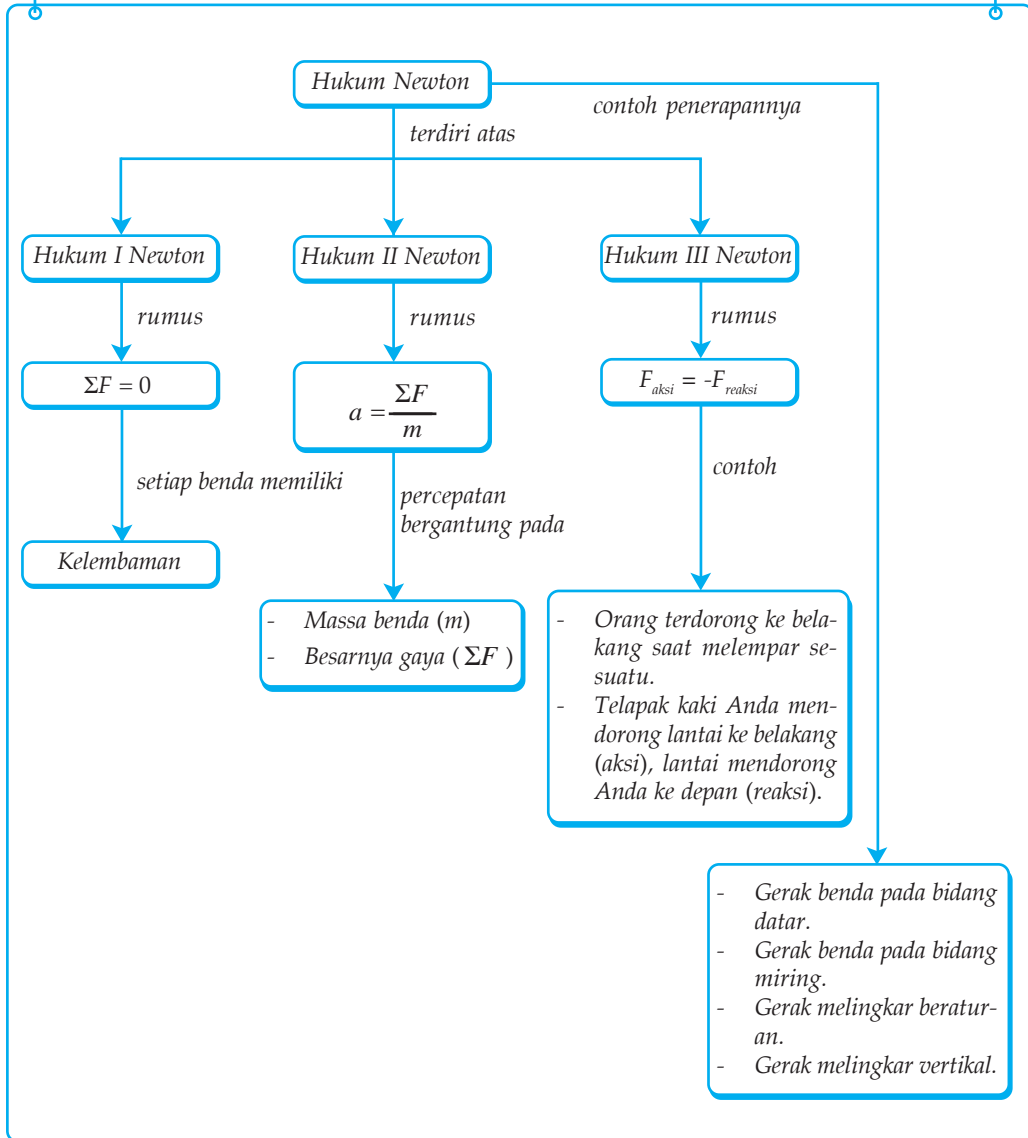 Hukum Newton
contoh penerapannya
terdiri atas
Hukum I Newton
rumus
ΣF = 0
setiap benda memiliki
Kelembaman
Hukum II Newton
rumus
a = ΣF/m
percepatan
bergantung pada
- Massa benda (m)
- Besarnya gaya ( ΣF )
Hukum III Newton
rumus
F_aksi = -F_reaksi
contoh
- Orang terdorong ke bela-
kang saat melempar se-
suatu.
- Telapak kaki Anda men-
dorong lantai ke belakang
(aksi), lantai mendorong
Anda ke depan (reaksi).
- Gerak benda pada bidang
datar.
- Gerak benda pada bidang
miring.
- Gerak melingkar beratur-
an.
- Gerak melingkar vertikal.